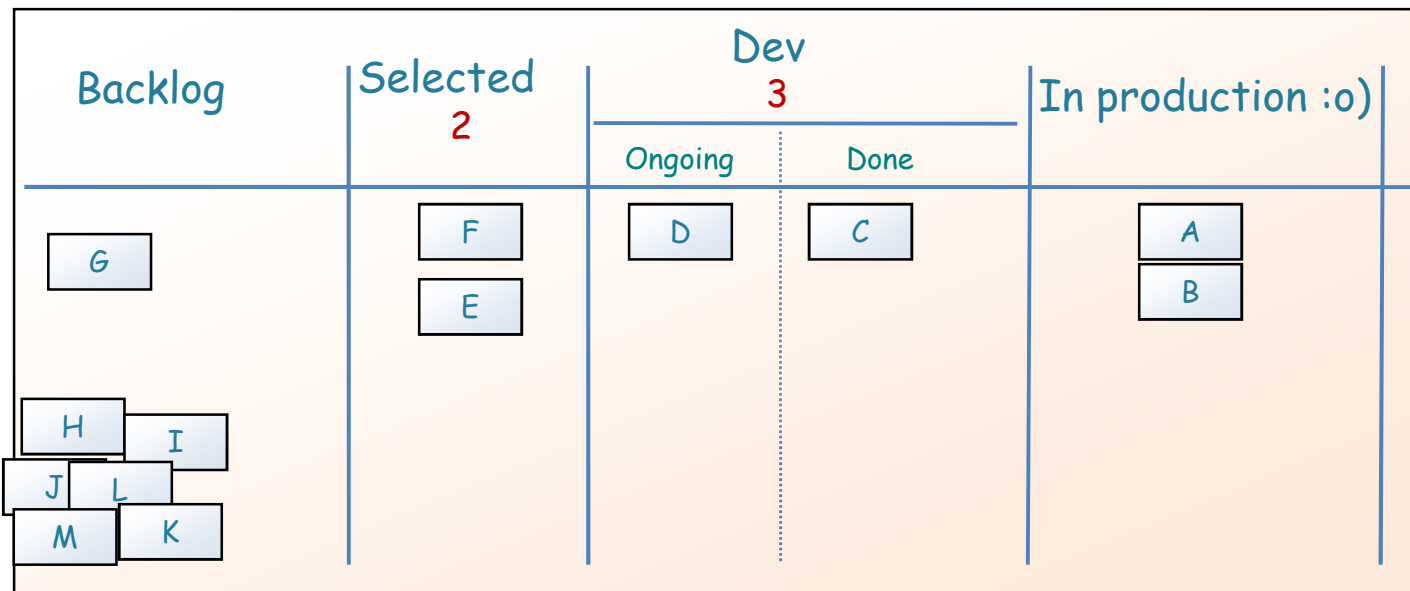 Backlog
Selected
2
Dev
3
In production :o)
Ongoing
Done
G
F
E
D
C
A
B
H
I
J
L
M
K